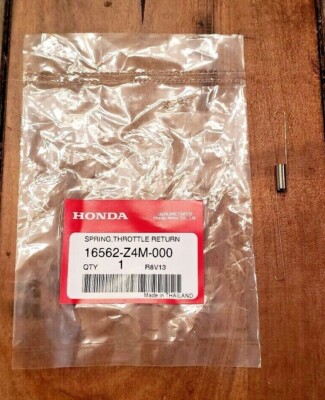 HONDA
SPRING,THROTTLE RETURN
16562-Z4M-000
QTY 1 R8V13
Made in THAILAND